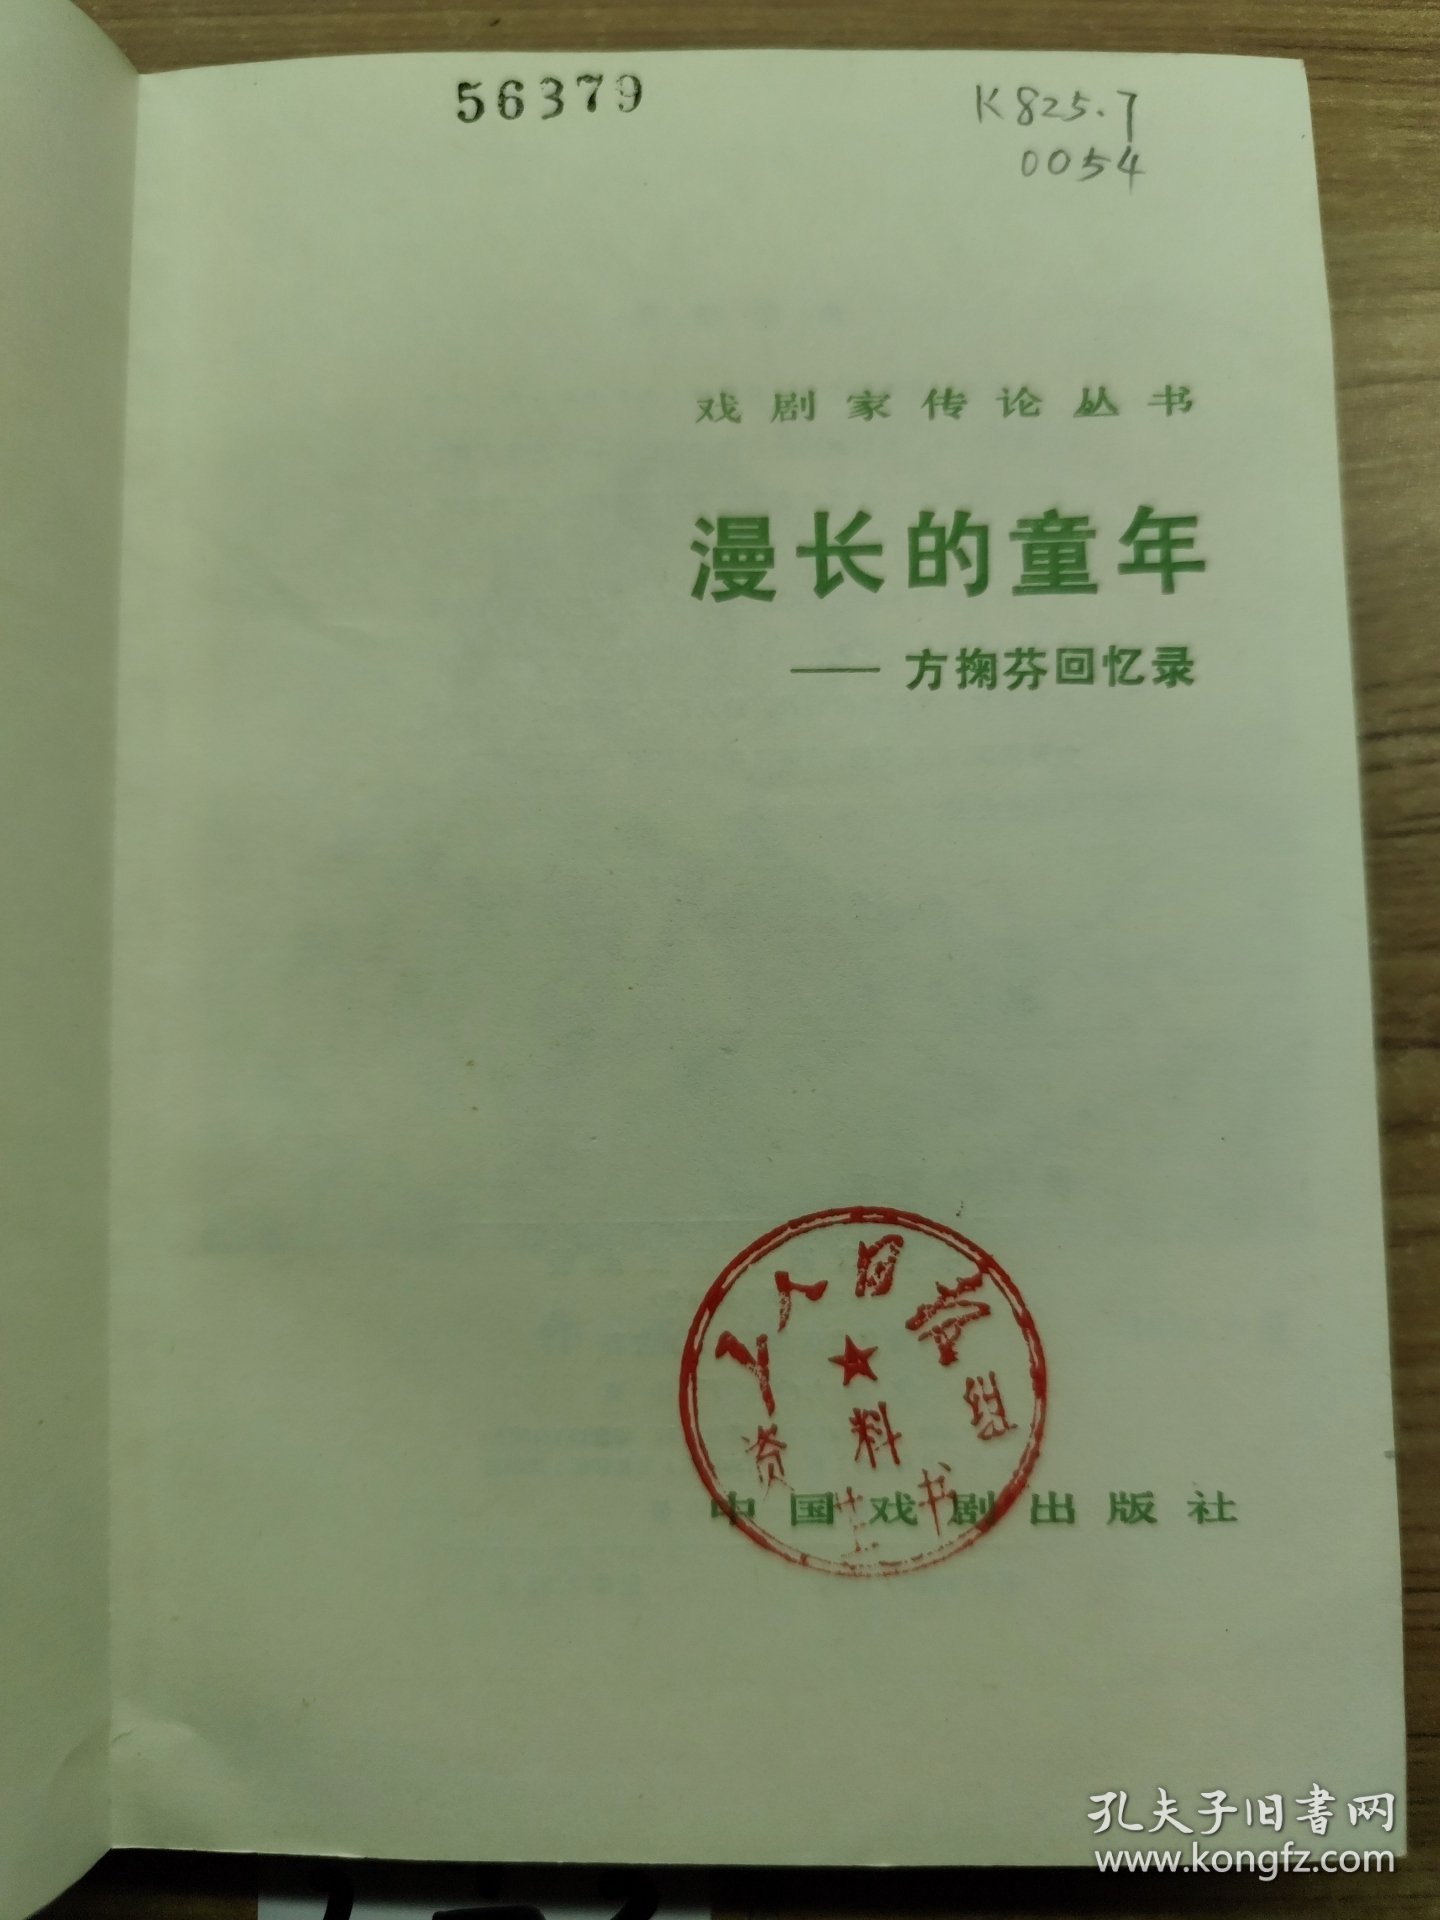 56379
K825.7
0054
戏剧家传论丛书
漫长的童年
—— 方掬芬回忆录
资料组
中国戏剧出版社
孔夫子旧書网
www.kongfz.com